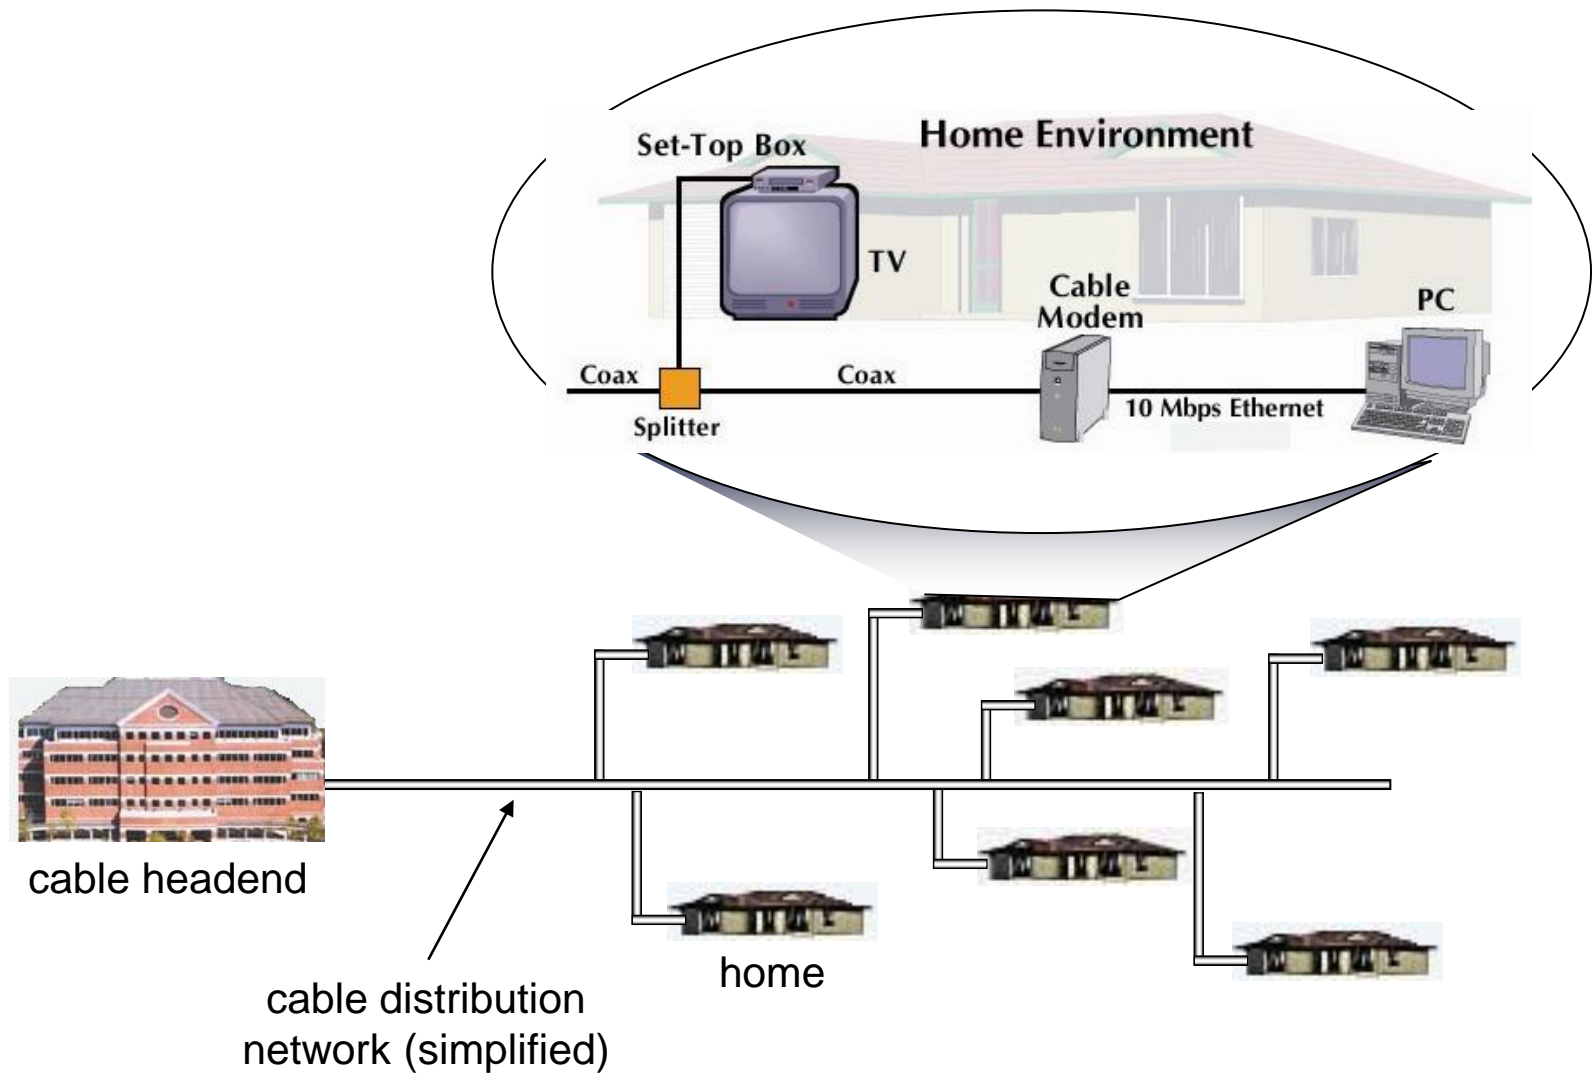 Home Environment
Set-Top Box
TV
Cable
Modem
PC
Coax
Coax
10 Mbps Ethernet
Splitter
cable headend
home
cable distribution
network (simplified)